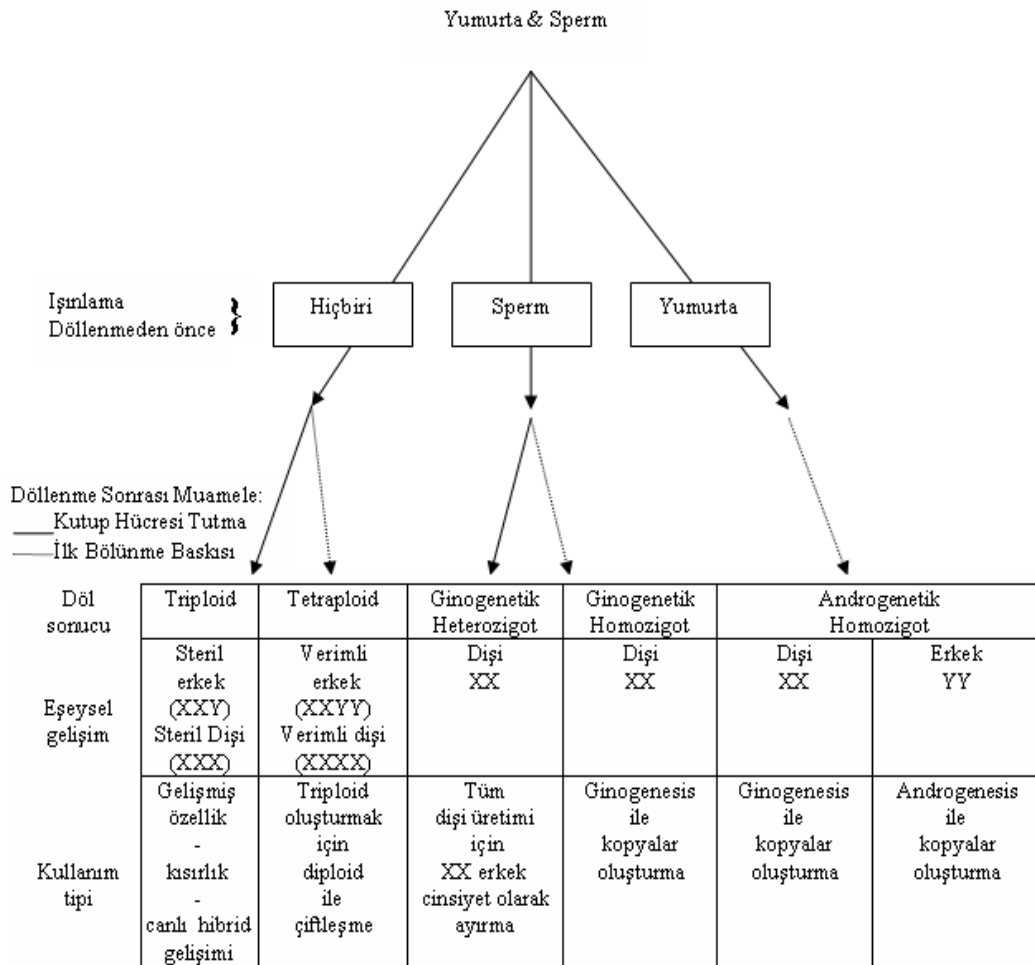 Yumurta & Sperm
Işınlama
Döllenmeden önce
}
Hiçbiri
Sperm
Yumurta
Döllenme Sonrası Muamele:
Kutup Hücresi Tutma
İlk Bölünme Baskısı
Döl
sonucu
Triploid
Tetraploid
Ginogenetik
Heterozigot
Ginogenetik
Homozigot
Androgenetik
Homozigot
Eşeysel
gelişim
Steril
erkek
(XXY)
Steril Dişi
(XXX)
Verimli
erkek
(XXYY)
Verimli dişi
(XXXX)
Dişi
XX
Dişi
XX
Dişi
XX
Erkek
YY
Kullanım
tipi
Gelişmiş
özellik
-
kısırlık
-
canlı hibrid
gelişimi
Triploid
oluşturmak
için
diploid
ile
çiftleşme
Tüm
dişi üretimi
için
XX erkek
cinsiyet olarak
ayırma
Ginogenesis
ile
kopyalar
oluşturma
Ginogenesis
ile
kopyalar
oluşturma
Androgenesis
ile
kopyalar
oluşturma